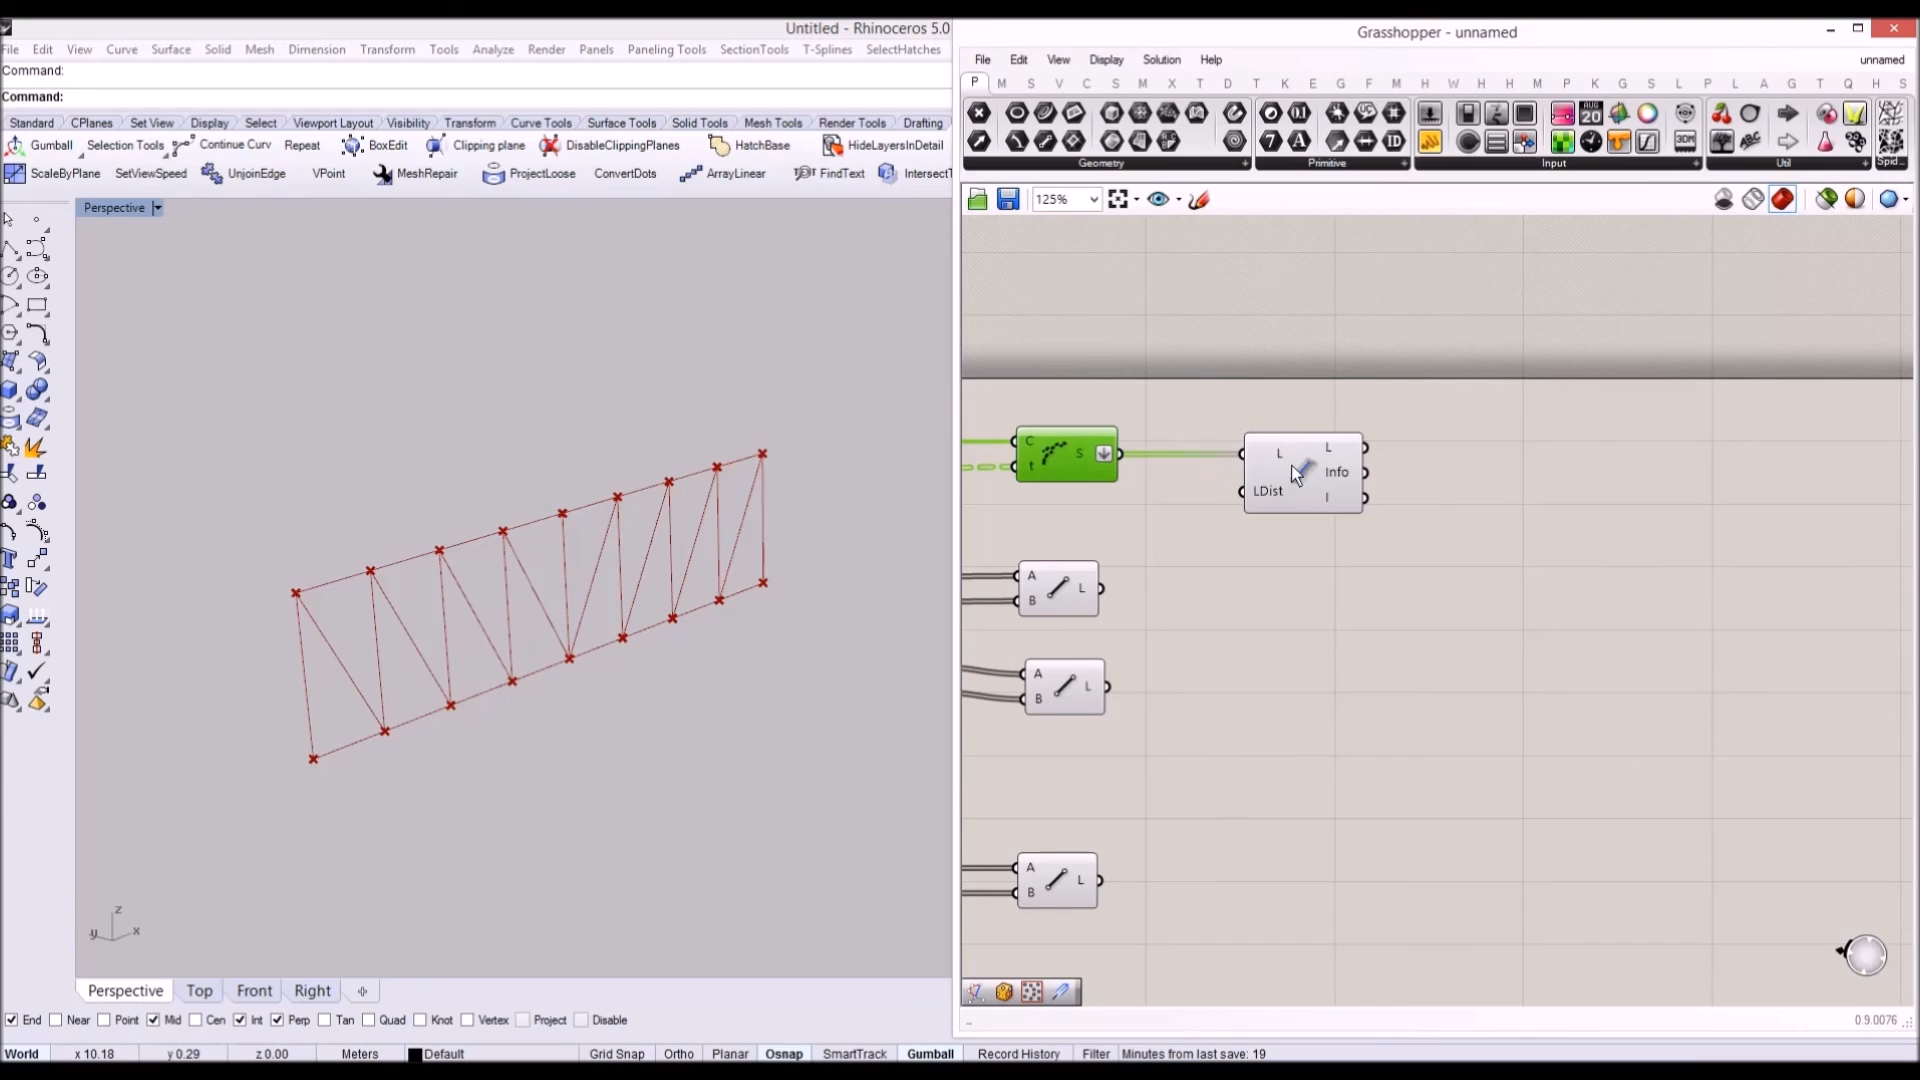 Untitled - Rhinoceros 5.0
File Edit View Curve Surface Solid Mesh Dimension Transform Tools Analyze Render Panels Paneling Tools SectionTools T-Splines SelectHatches
Command:
Command:
Standard CPlanes Set View Display Select Viewport Layout Visibility Transform Curve Tools Surface Tools Solid Tools Mesh Tools Render Tools Drafting
Gumball Selection Tools Continue Curv Repeat BoxEdit Clipping plane DisableClippingPlanes HatchBase HideLayersInDetail
ScaleByPlane SetViewSpeed UnjoinEdge VPoint MeshRepair ProjectLoose ConvertDots ArrayLinear FindText IntersectT
Perspective
z
y x
Perspective Top Front Right
End Near Point Mid Cen Int Perp Tan Quad Knot Vertex Project Disable
World x 10.18 y 0.29 z 0.00 Meters Default Grid Snap Ortho Planar Osnap SmartTrack Gumball Record History Filter Minutes from last save: 19
Grasshopper - unnamed
File Edit View Display Solution Help unnamed
P M S V C S M X T D T K E G F M H W H H M P K G S L P L A G T Q H S
Geometry Primitive Input Util Spid...
125%
C t S
L LDist L Info I
A B L
A B L
A B L
0.9.0076